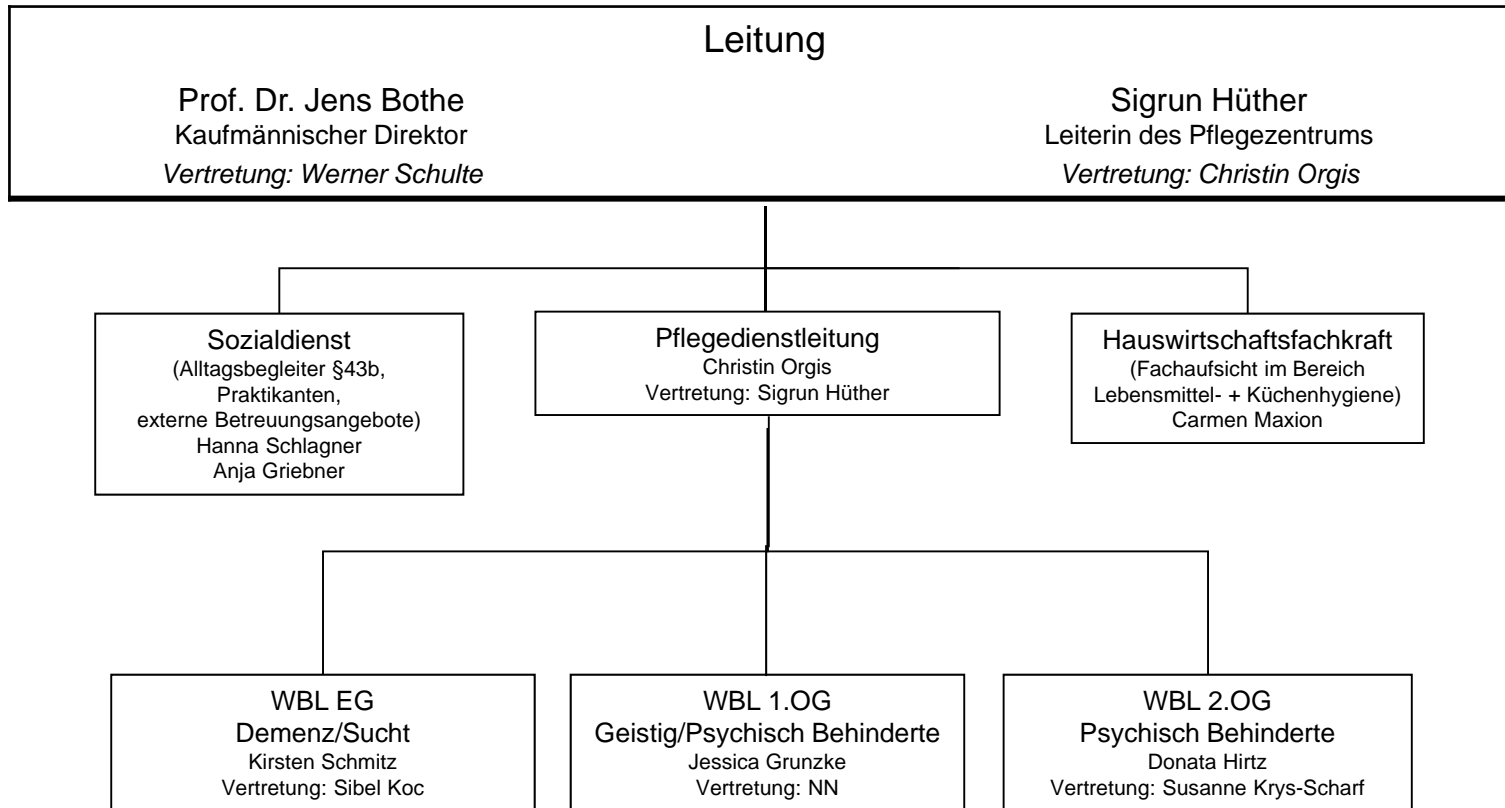 Leitung
Prof. Dr. Jens Bothe
Kaufmännischer Direktor
Vertretung: Werner Schulte
Sigrun Hüther
Leiterin des Pflegezentrums
Vertretung: Christin Orgis
Sozialdienst
(Alltagsbegleiter §43b,
Praktikanten,
externe Betreuungsangebote)
Hanna Schlagner
Anja Griebner
Pflegedienstleitung
Christin Orgis
Vertretung: Sigrun Hüther
Hauswirtschaftsfachkraft
(Fachaufsicht im Bereich
Lebensmittel- + Küchenhygiene)
Carmen Maxion
WBL EG
Demenz/Sucht
Kirsten Schmitz
Vertretung: Sibel Koc
WBL 1.OG
Geistig/Psychisch Behinderte
Jessica Grunzke
Vertretung: NN
WBL 2.OG
Psychisch Behinderte
Donata Hirtz
Vertretung: Susanne Krys-Scharf